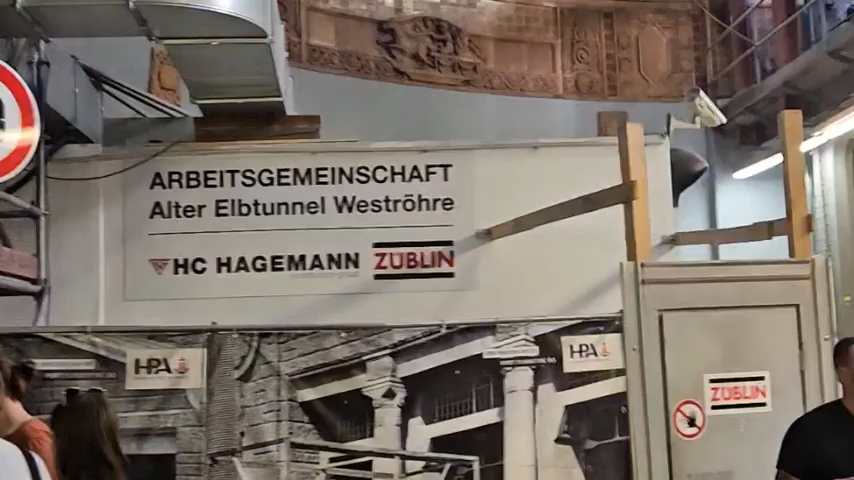 ARBEITSGEMEINSCHAFT
Alter Elbtunnel Weströhre
HC HAGEMANN
ZÜBLIN
HPA
HPA
ZÜBLIN